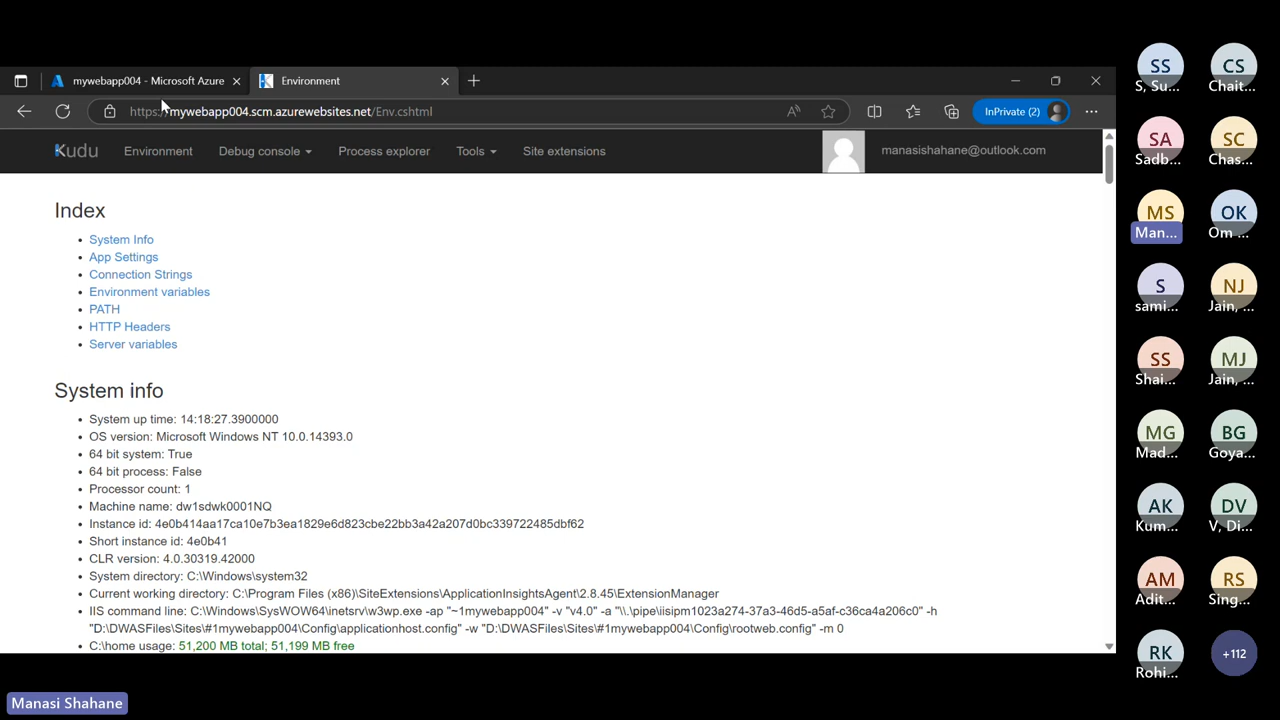 mywebapp004 - Microsoft Azure
Environment
https://mywebapp004.scm.azurewebsites.net/Env.cshtml
InPrivate (2)
Kudu
Environment
Debug console
Process explorer
Tools
Site extensions
manasishahane@outlook.com
Index
System Info
App Settings
Connection Strings
Environment variables
PATH
HTTP Headers
Server variables
System info
System up time: 14:18:27.3900000
OS version: Microsoft Windows NT 10.0.14393.0
64 bit system: True
64 bit process: False
Processor count: 1
Machine name: dw1sdwk0001NQ
Instance id: 4e0b414aa17ca10e7b3ea1829e6d823cbe22bb3a42a207d0bc339722485dbf62
Short instance id: 4e0b41
CLR version: 4.0.30319.42000
System directory: C:\Windows\system32
Current working directory: C:\Program Files (x86)\SiteExtensions\ApplicationInsightsAgent\2.8.45\ExtensionManager
IIS command line: C:\Windows\SysWOW64\inetsrv\w3wp.exe -ap "~1mywebapp004" -v "v4.0" -a "\\.\pipe\iisipm1023a274-37a3-46d5-a5af-c36ca4a206c0" -h
"D:\DWASFiles\Sites\#1mywebapp004\Config\applicationhost.config" -w "D:\DWASFiles\Sites\#1mywebapp004\Config\rootweb.config" -m 0
C:\home usage: 51,200 MB total; 51,199 MB free
SS
S, Su...
CS
Chait...
SA
Sadb...
SC
Chas...
MS
Man...
OK
Om ...
S
sami...
NJ
Jain, ...
SS
Shai...
MJ
Jain, ...
MG
Mad...
BG
Goya...
AK
Kum...
DV
V, Di...
AM
Adit...
RS
Sing...
RK
Rohi...
+112
Manasi Shahane